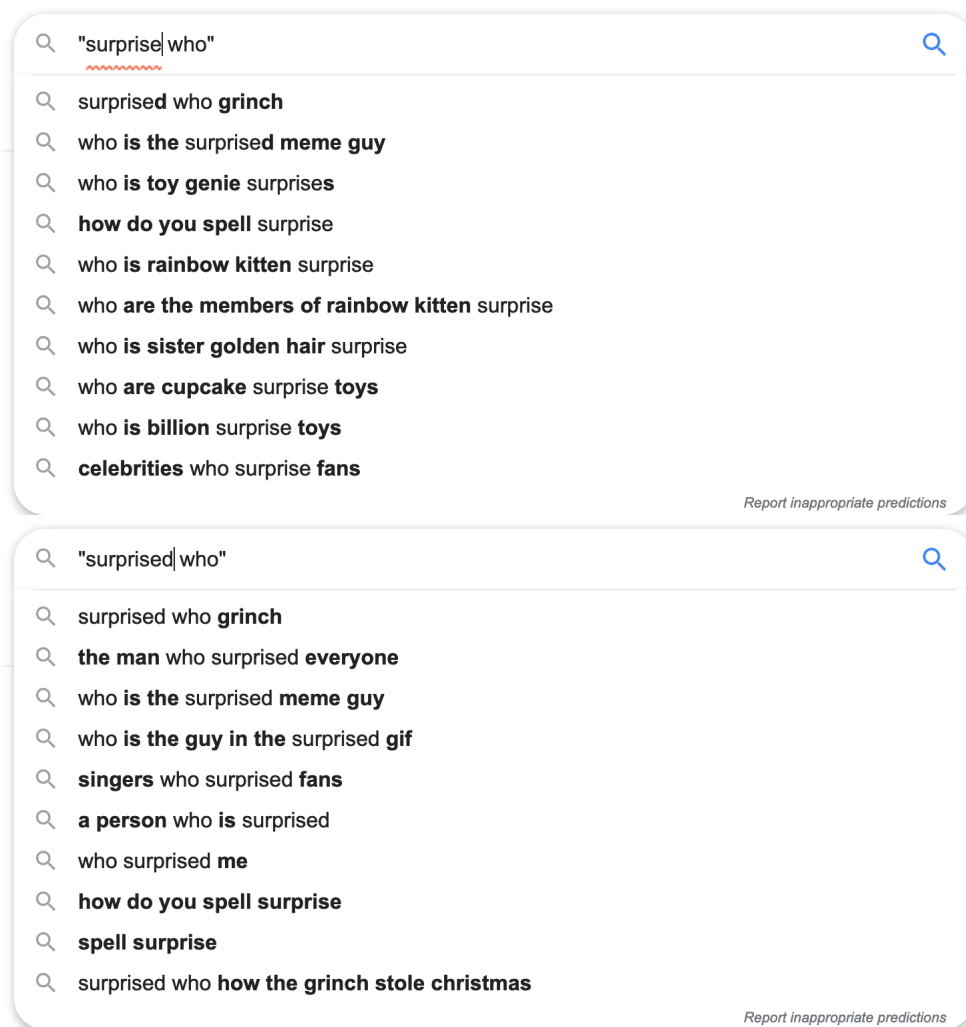 "surprise who"
surprised who grinch
who is the surprised meme guy
who is toy genie surprises
how do you spell surprise
who is rainbow kitten surprise
who are the members of rainbow kitten surprise
who is sister golden hair surprise
who are cupcake surprise toys
who is billion surprise toys
celebrities who surprise fans
Report inappropriate predictions
"surprised who"
surprised who grinch
the man who surprised everyone
who is the surprised meme guy
who is the guy in the surprised gif
singers who surprised fans
a person who is surprised
who surprised me
how do you spell surprise
spell surprise
surprised who how the grinch stole christmas
Report inappropriate predictions